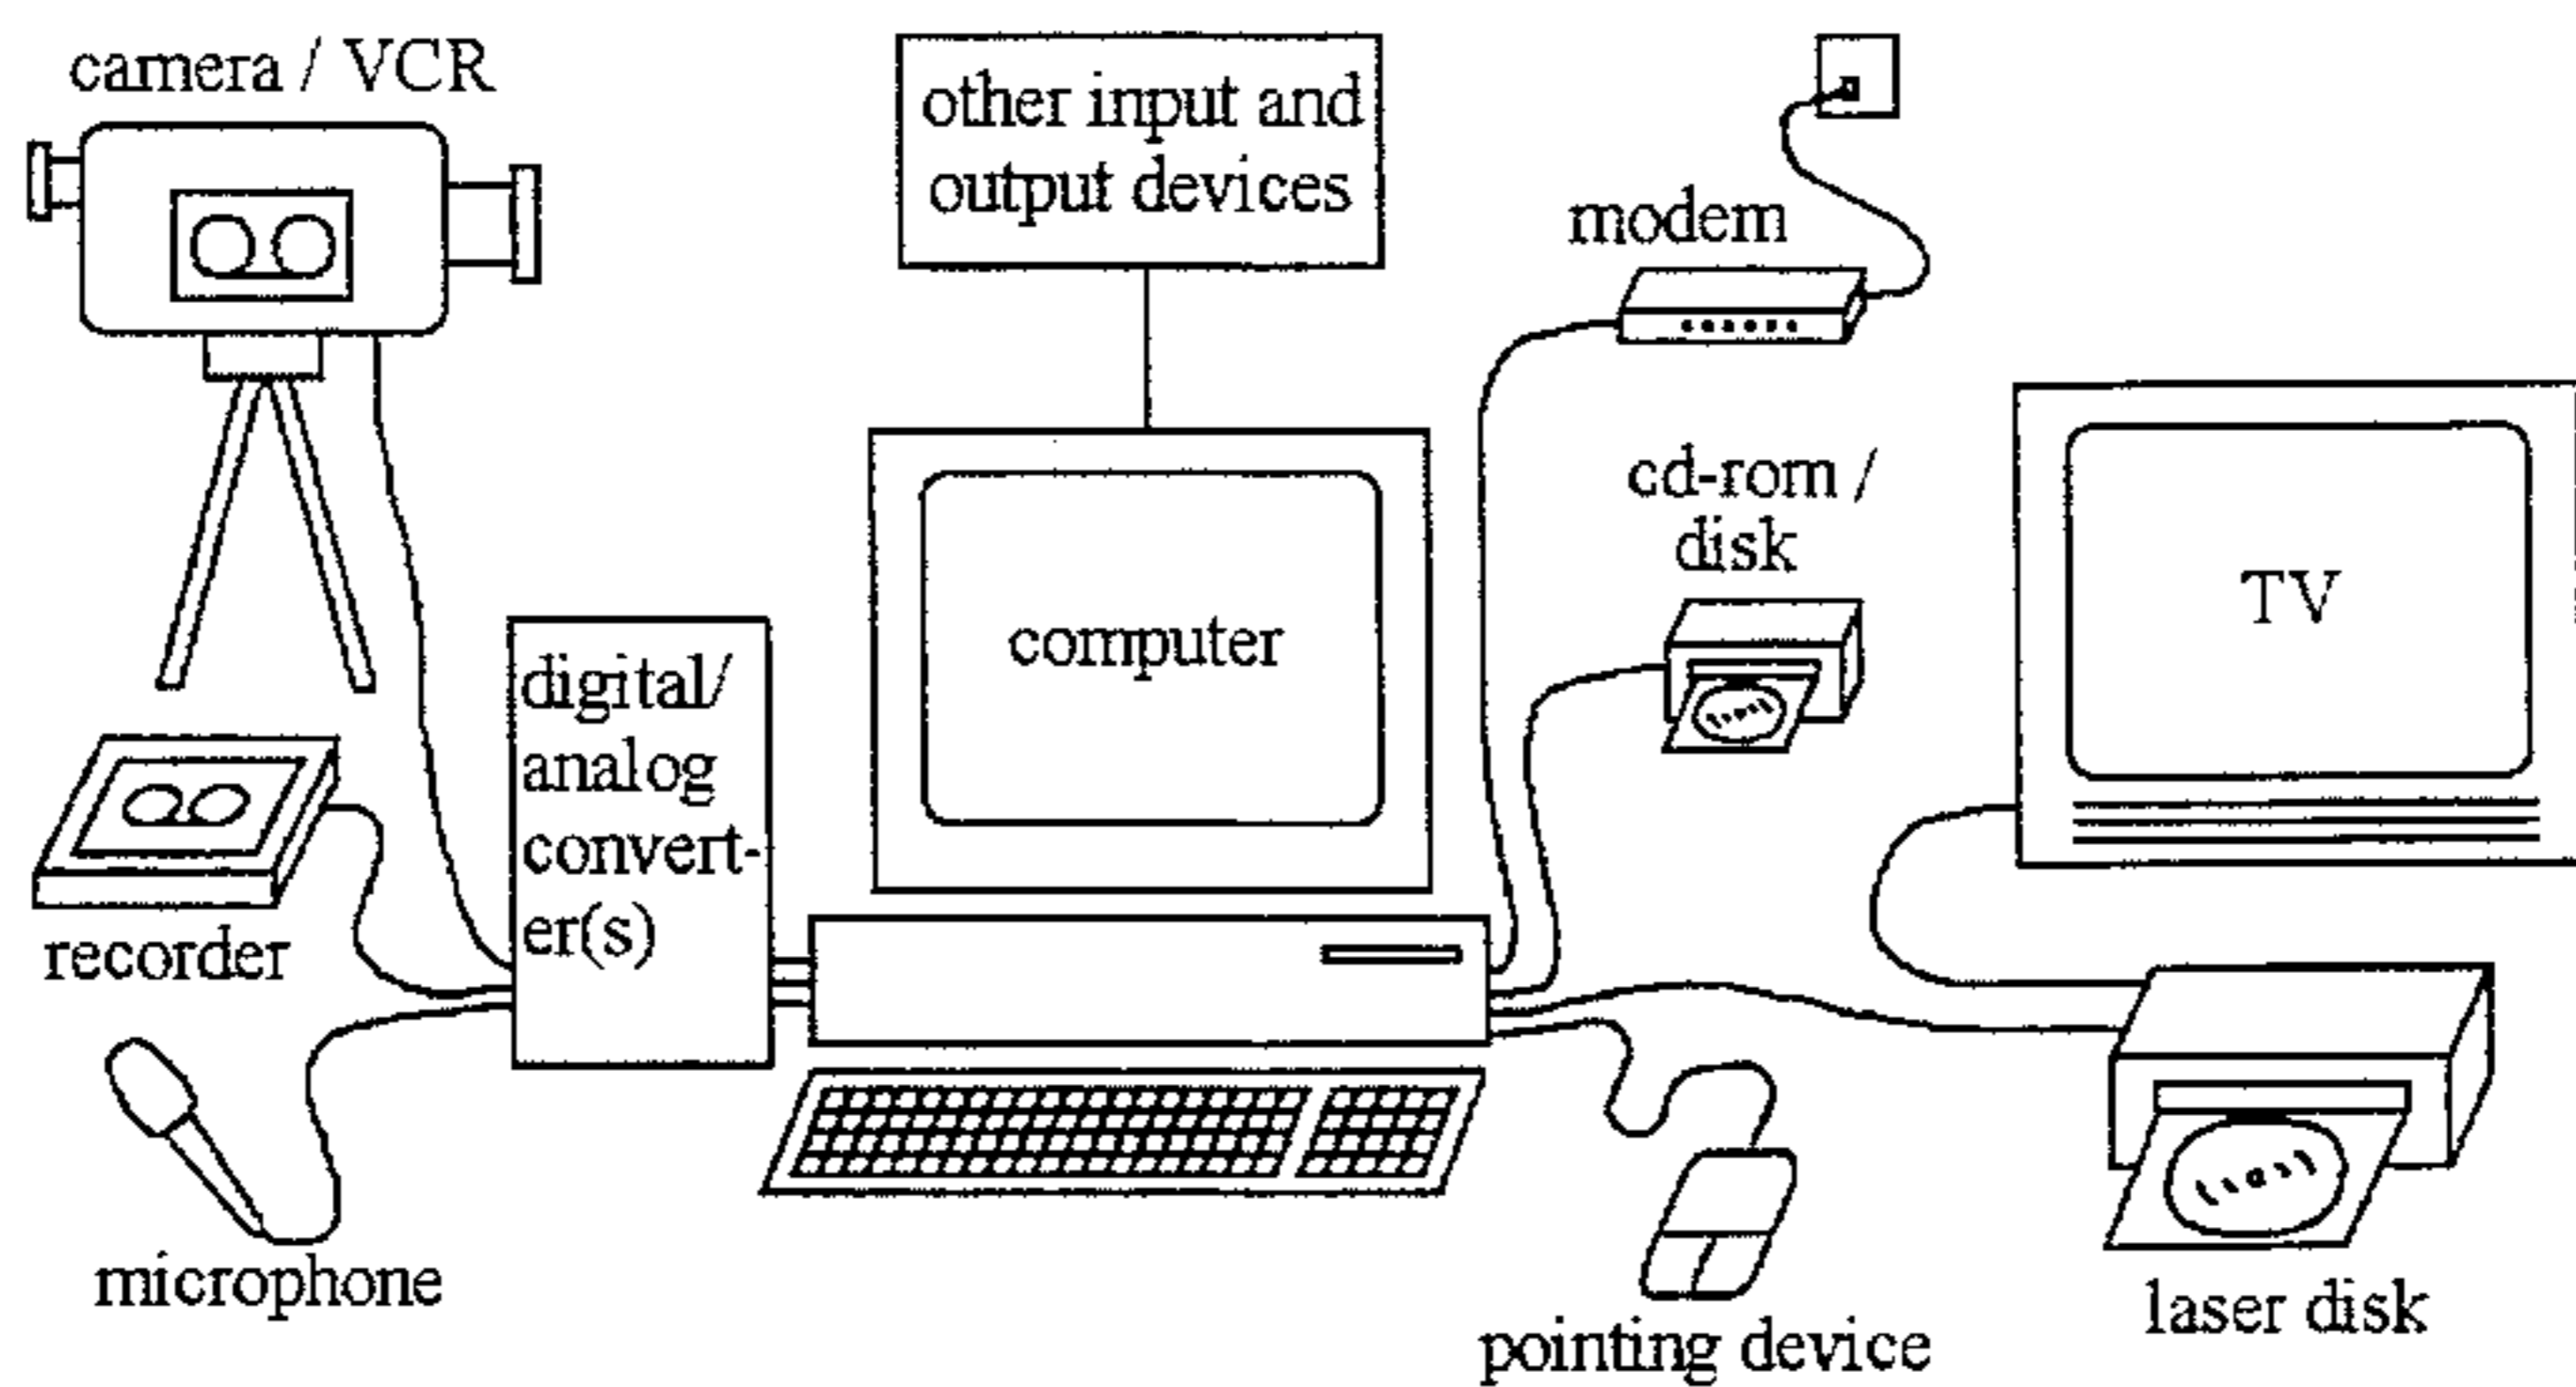 camera / VCR
other input and
output devices
modem
cd-rom /
disk
TV
computer
digital/
analog
convert-
er(s)
recorder
microphone
pointing device
laser disk